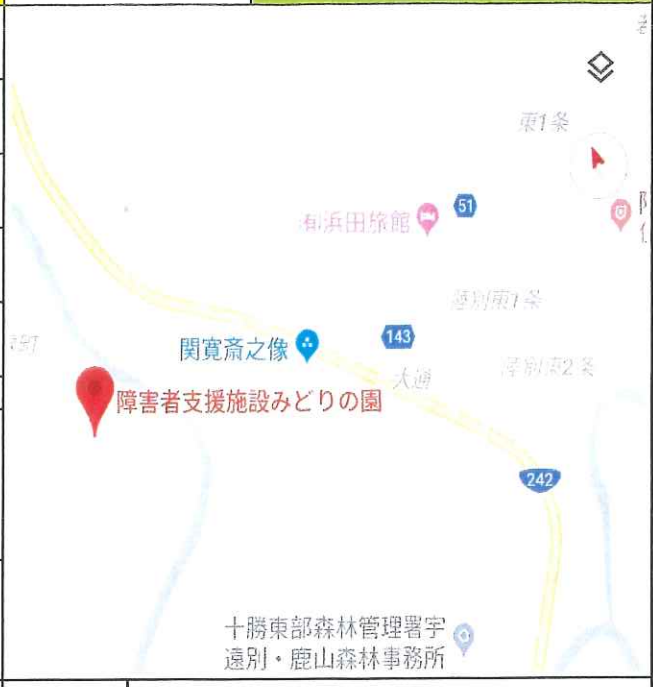 東1条
51
㈲浜田旅館
陸別東1条
143
関寛斎之像
大通
陸別東2条
障害者支援施設みどりの園
242
十勝東部森林管理署宇
遠別・鹿山森林事務所